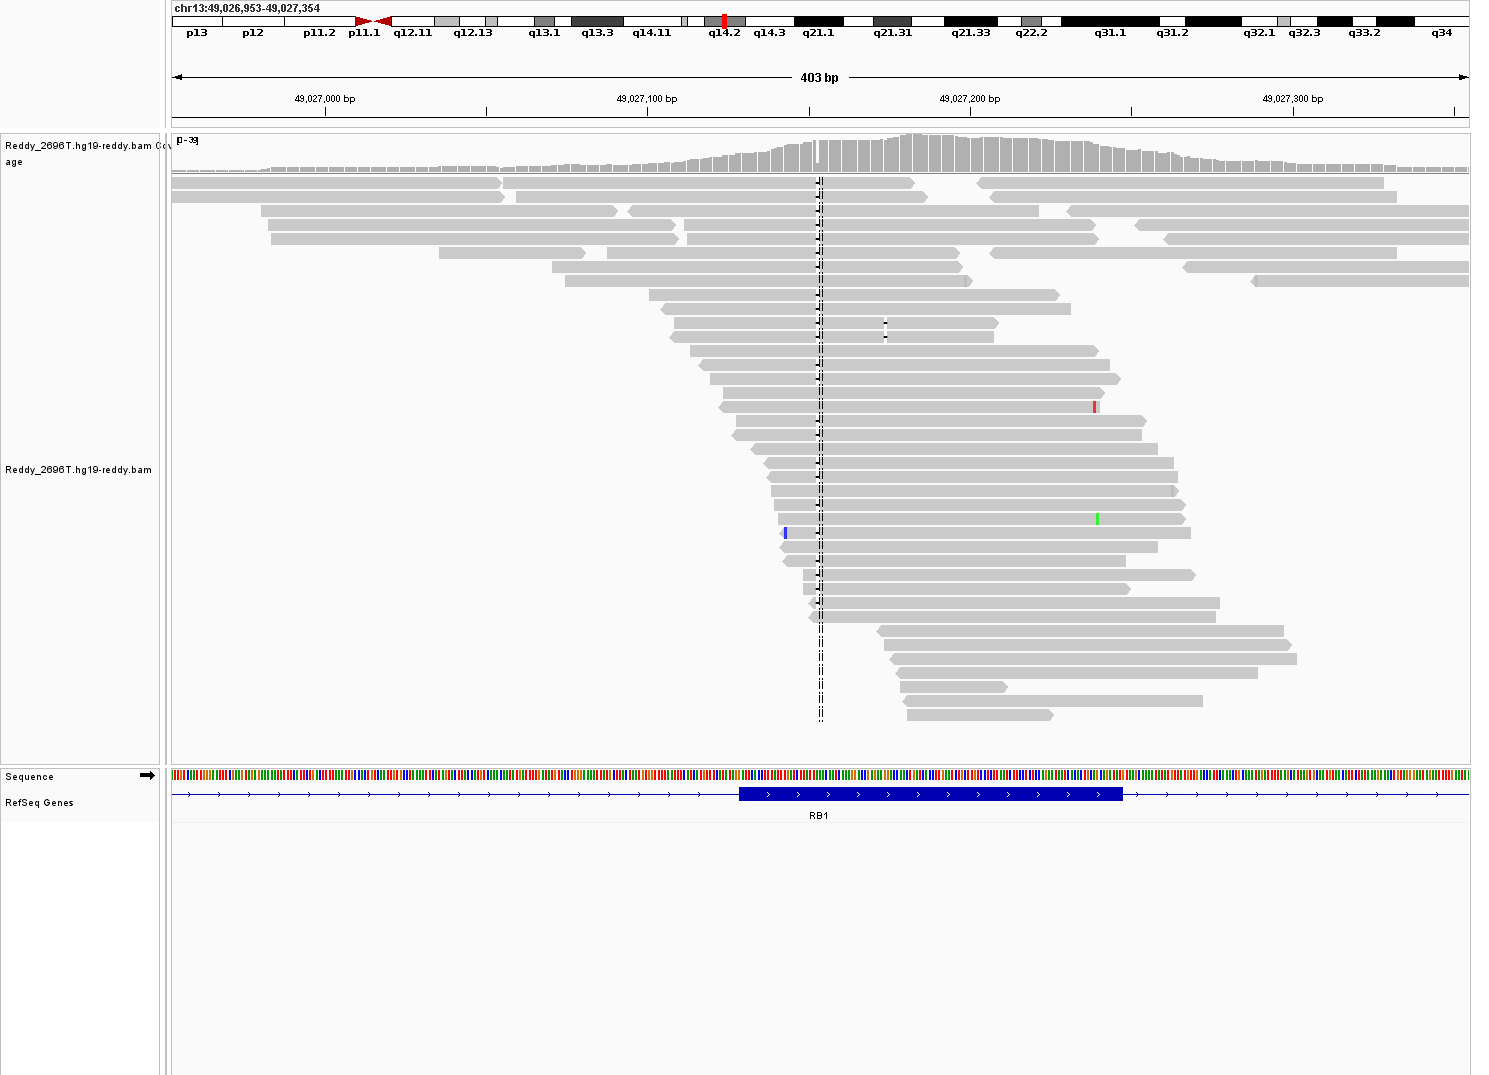 chr13:49,026,953-49,027,354
p13 p12 p11.2 p11.1 q12.11 q12.13 q13.1 q13.3 q14.11 q14.2 q14.3 q21.1 q21.31 q21.33 q22.2 q31.1 q31.2 q32.1 q32.3 q33.2 q34
403 bp
49,027,000 bp 49,027,100 bp 49,027,200 bp 49,027,300 bp
Reddy_2696T.hg19-reddy.bam Cov
age
[0-39]
Reddy_2696T.hg19-reddy.bam
Sequence
RefSeq Genes
RB1